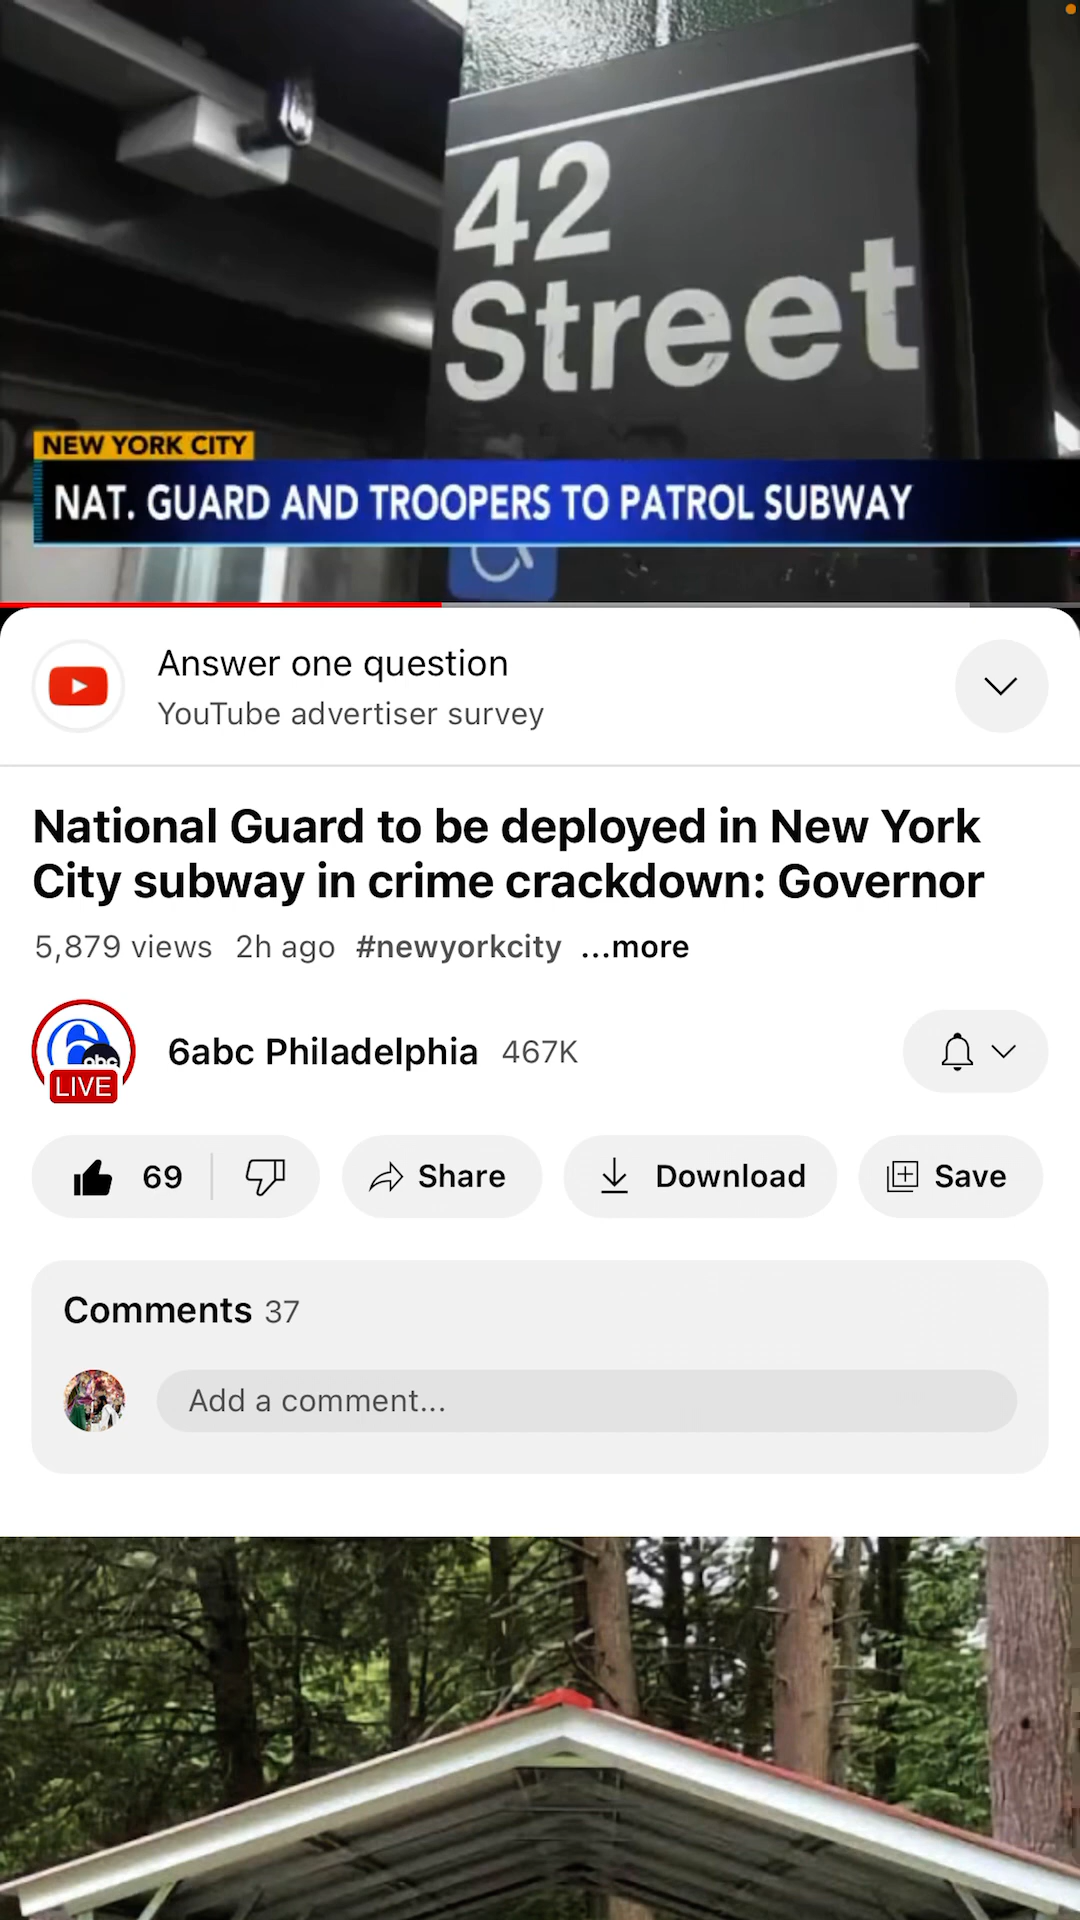 42
Street
NEW YORK CITY
NAT. GUARD AND TROOPERS TO PATROL SUBWAY
Answer one question
YouTube advertiser survey
National Guard to be deployed in New York
City subway in crime crackdown: Governor
5,879 views 2h ago #newyorkcity ...more
6 abc
LIVE
6abc Philadelphia 467K
69 Share Download Save
Comments 37
Add a comment...